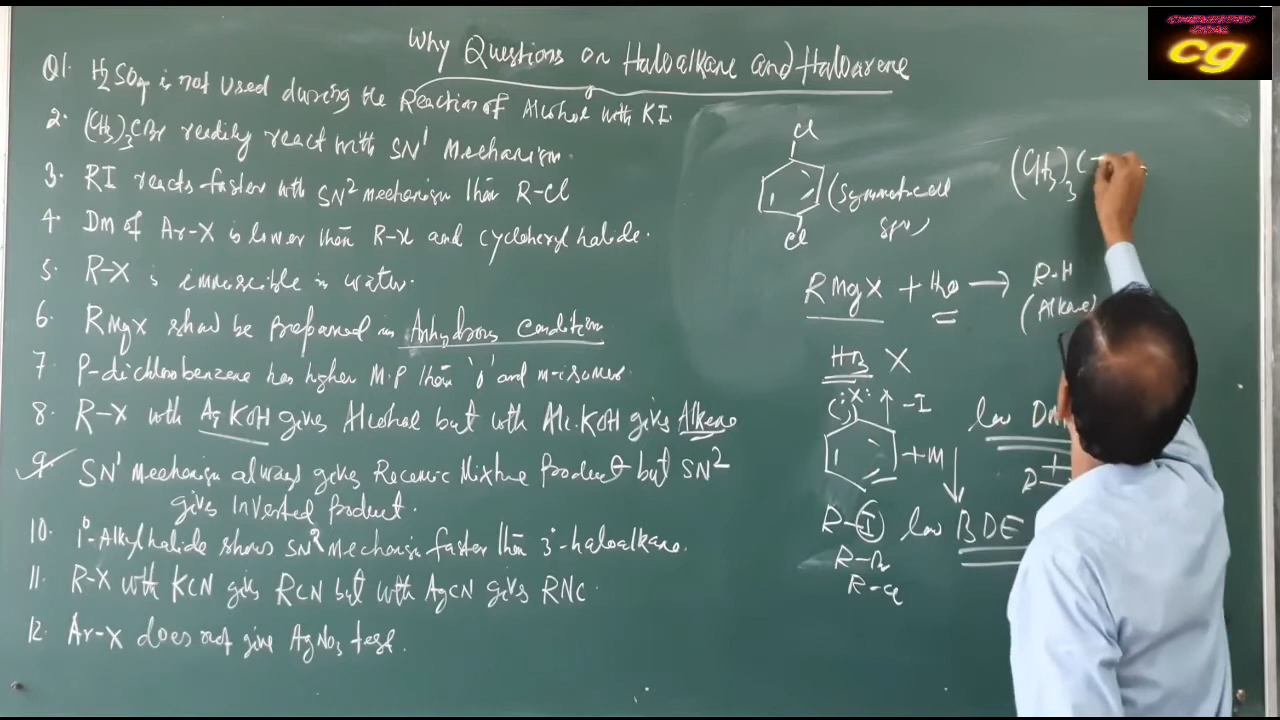 Why Questions on Haloalkane and Haloarene
Q1. H₂SO₄ is not used during the Reaction of Alcohol with KI.
2. (CH₃)₃CBr readily react with SN¹ Mechanism.
3. RI reacts faster with SN² mechanism than R-Cl
4. Dm of Ar-X is lower than R-X and cyclohexyl halide.
5. R-X is immiscible in water.
6 RMgX should be Prepared in Anhydrous Condition
7. P-dichlorobenzene has higher M.P than 'o' and m-isomer.
8. R-X with Aq KOH gives Alcohol but with Alc. KOH gives Alkene
9. SN¹ Mechanism always gives Recemic Mixture Product but SN²
gives Inverted Product.
10. 1°-Alkylhalide shows SN² Mechanism faster than 3°-haloalkane.
11. R-X with KCN gives RCN but with AgCN gives RNC.
12. Ar-X does not give AgNO₃ test.
Cl
(Symmetrical
Cl
(CH₃)₃C-
RMgX + H₂O → R-H
(Alkane)
X
:X: ↑ -I
+M ↓
low
R-I low BDE
R-Br
R-Cl
CHEMISTRY
GOAL
cg